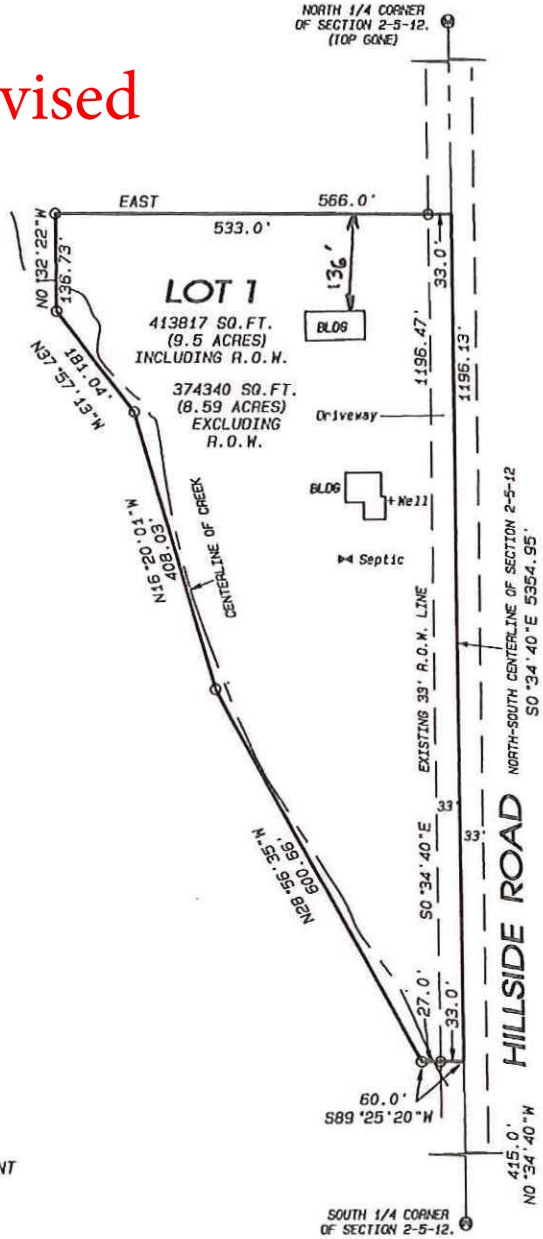 NORTH 1/4 CORNER
OF SECTION 2-5-12.
(TOP GONE)
vised
EAST
566.0'
533.0'
N0°32'22"W
136.73'
136'
33.0'
LOT 1
413817 SQ.FT.
(9.5 ACRES)
INCLUDING R.O.W.
374340 SQ.FT.
(8.59 ACRES)
EXCLUDING
R.O.W.
BLDG
1196.47'
1196.13'
181.04'
N37°57'13"W
Driveway
BLDG
Well
Septic
N16°20'01"W
408.03'
CENTERLINE OF CREEK
EXISTING 33' R.O.W. LINE
S0°34'40"E
NORTH-SOUTH CENTERLINE OF SECTION 2-5-12
S0°34'40"E 5354.95'
N28°56'35"W
600.66'
33'
33'
HILLSIDE ROAD
27.0'
33.0'
60.0'
S89°25'20"W
415.0'
N0°34'40"W
NT
SOUTH 1/4 CORNER
OF SECTION 2-5-12.